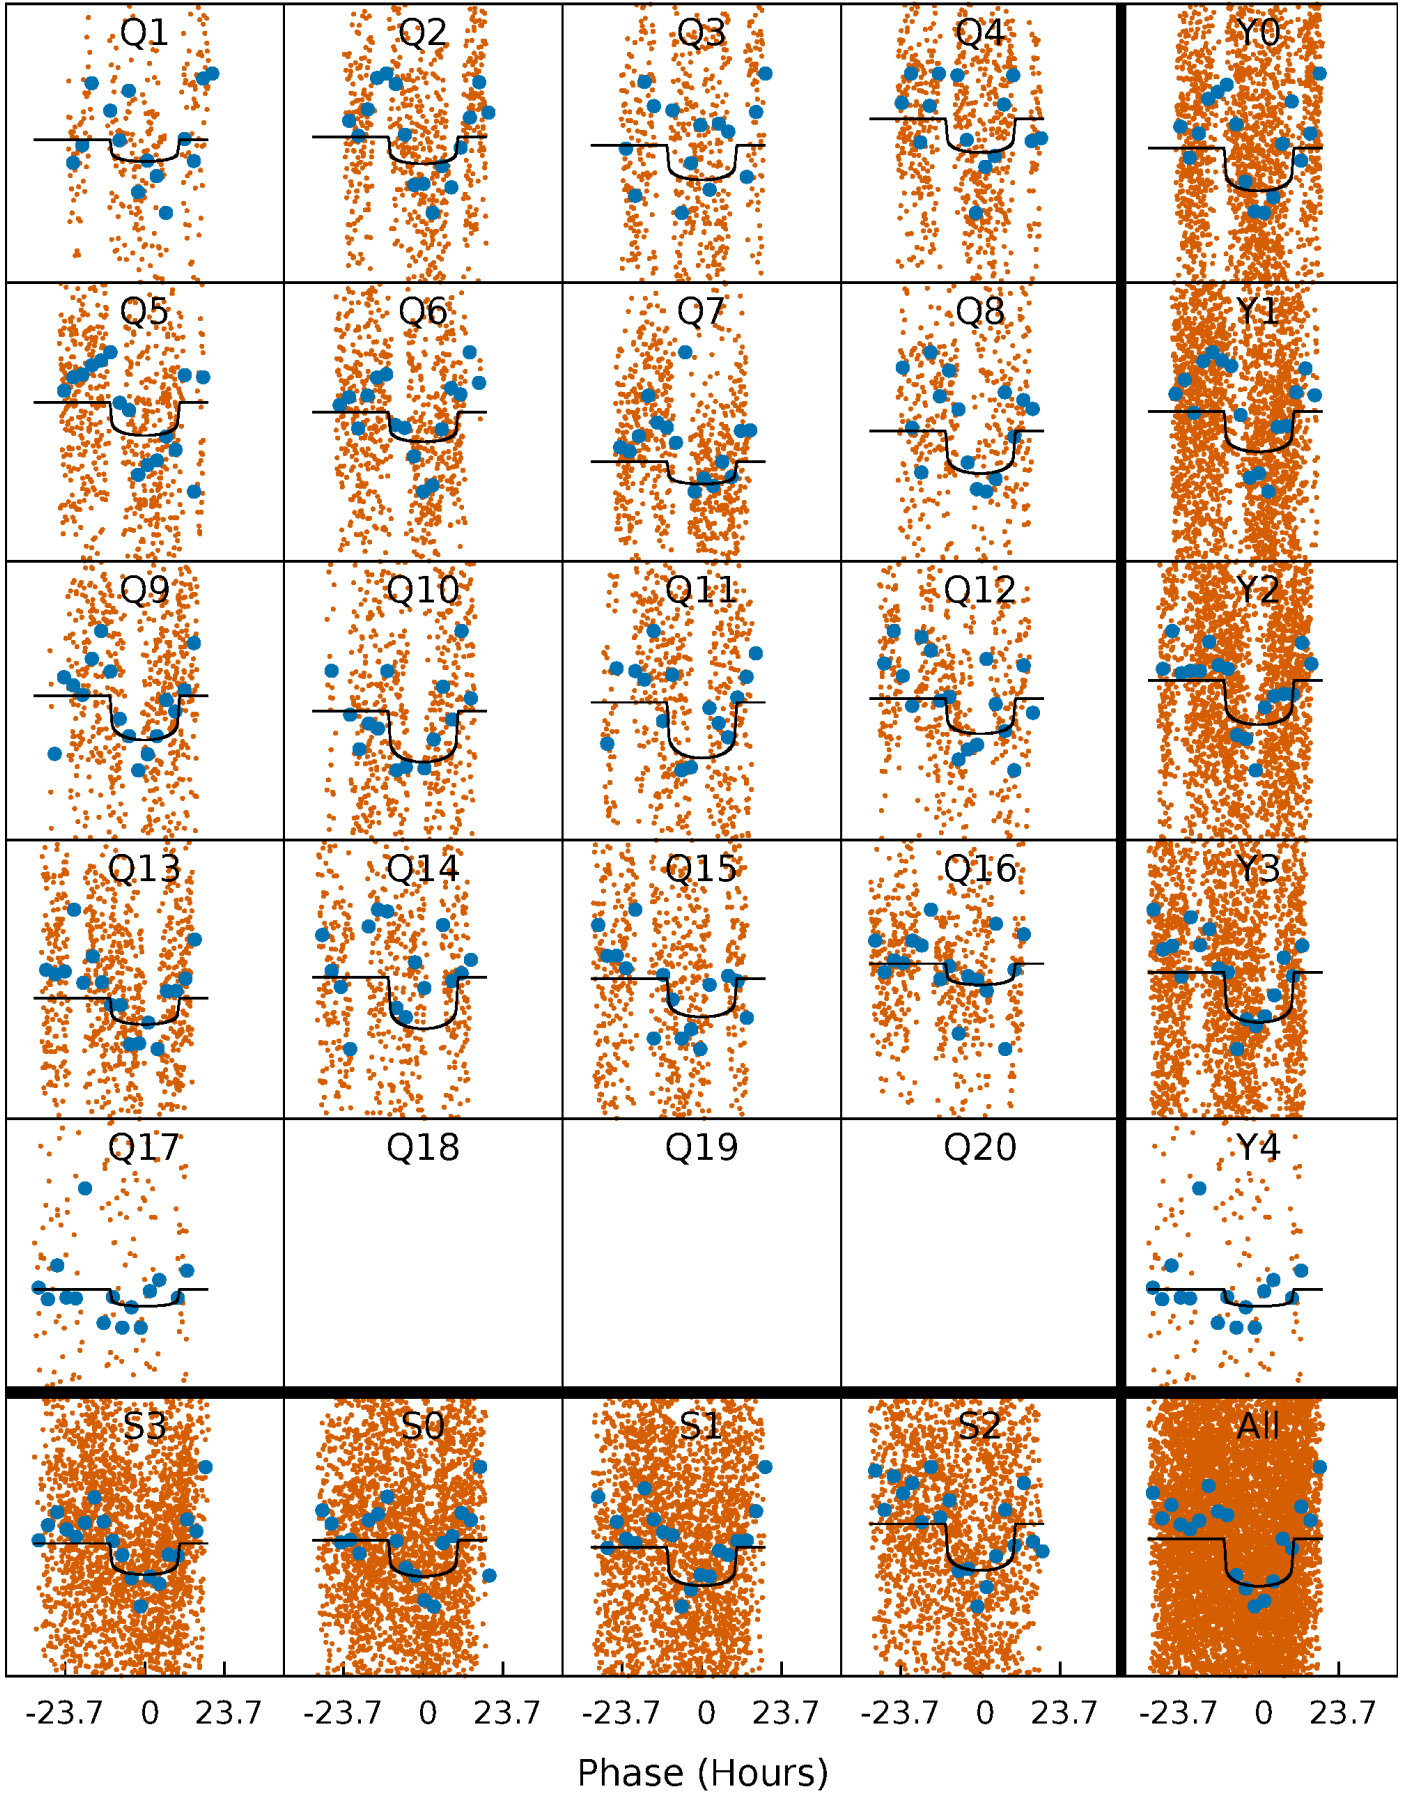 Q1 Q2 Q3 Q4 Y0
Q5 Q6 Q7 Q8 Y1
Q9 Q10 Q11 Q12 Y2
Q13 Q14 Q15 Q16 Y3
Q17 Q18 Q19 Q20 Y4
S3 S0 S1 S2 All
-23.7 0 23.7 -23.7 0 23.7 -23.7 0 23.7 -23.7 0 23.7 -23.7 0 23.7
Phase (Hours)